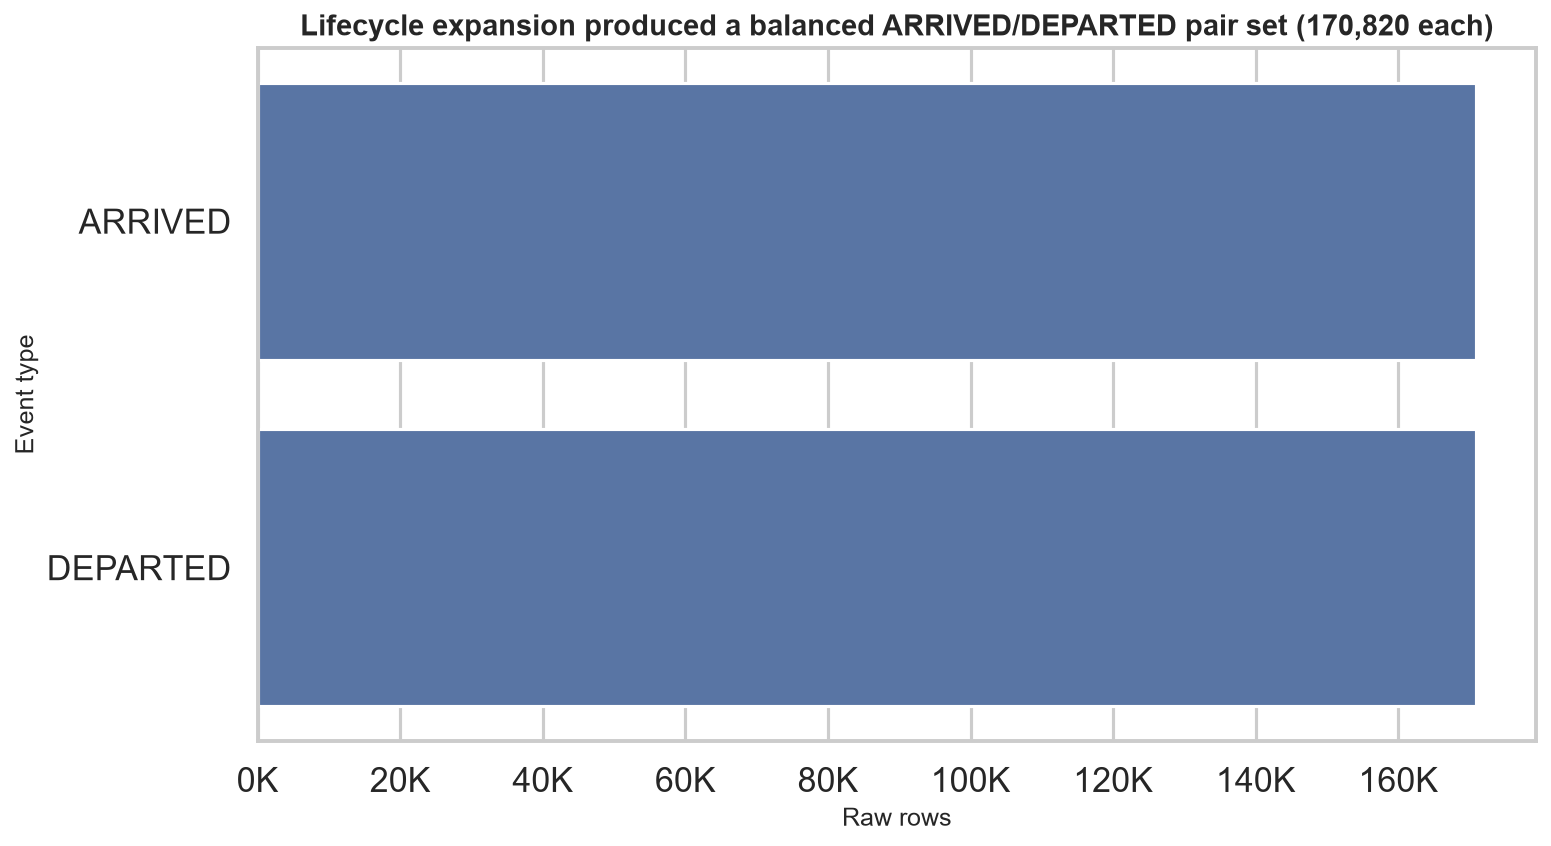 Lifecycle expansion produced a balanced ARRIVED/DEPARTED pair set (170,820 each)
Event type
ARRIVED
DEPARTED
0K 20K 40K 60K 80K 100K 120K 140K 160K
Raw rows